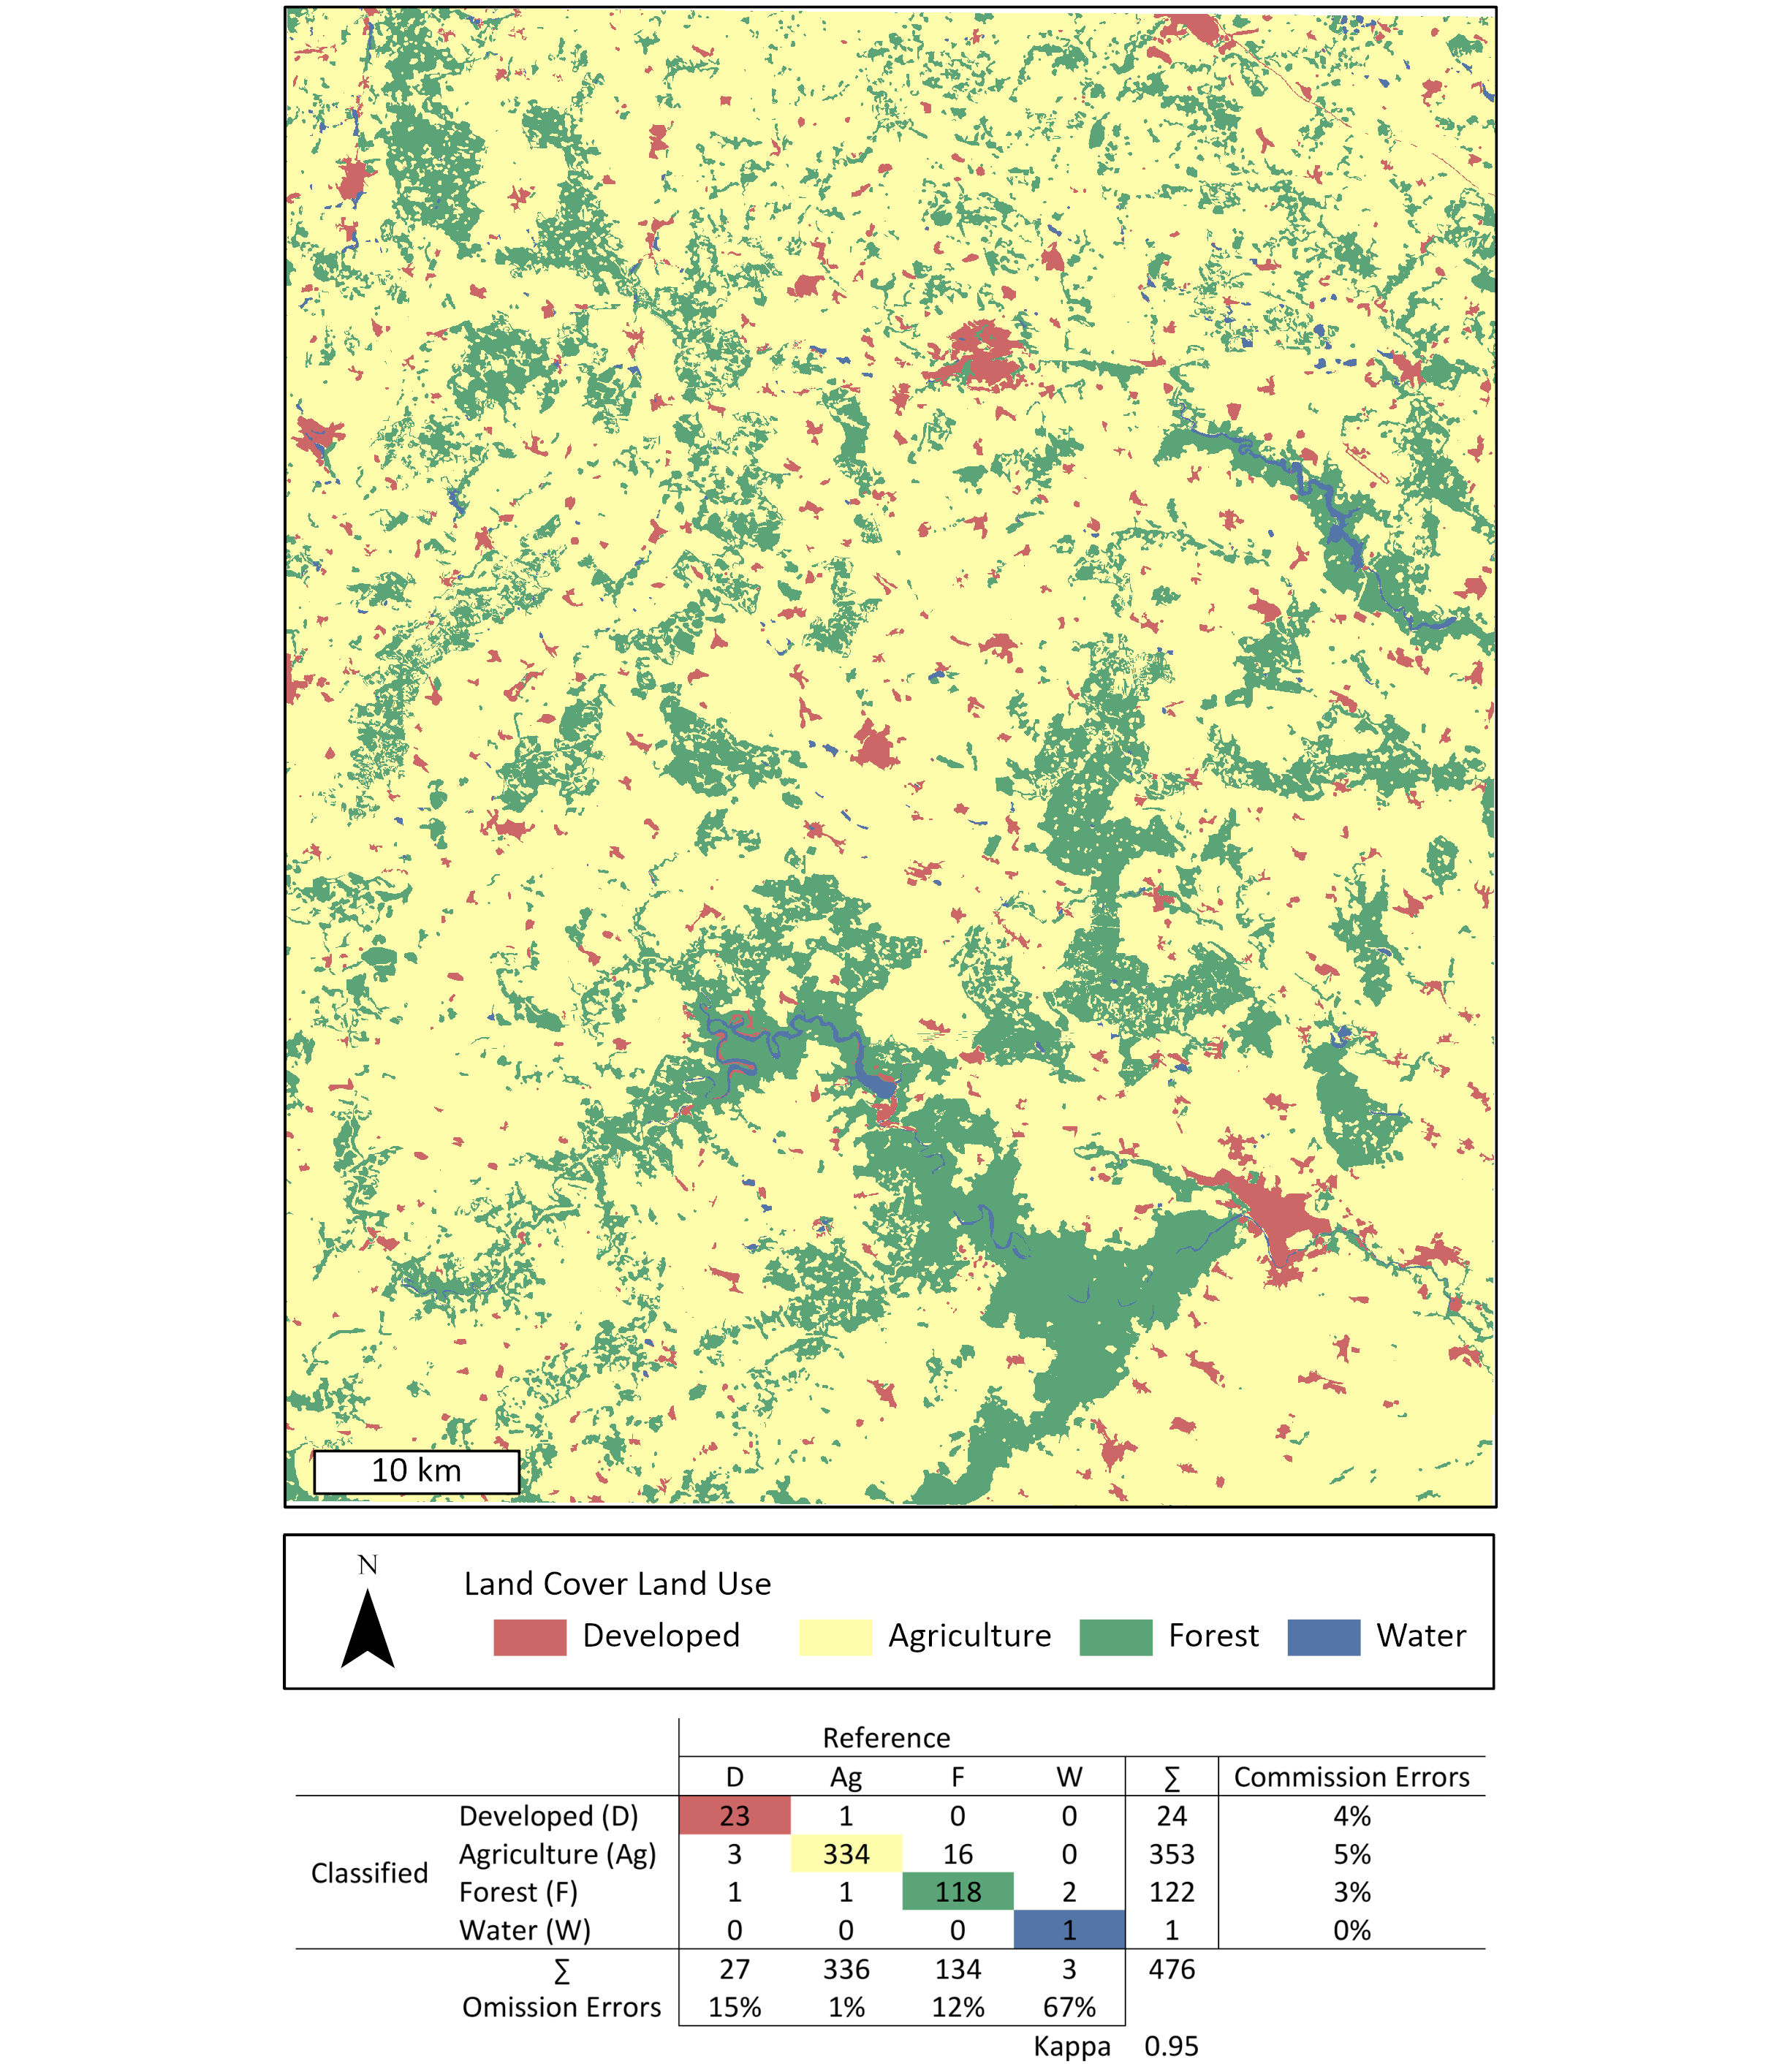 10 km
N
Land Cover Land Use
Developed Agriculture Forest Water
Reference
D Ag F W ∑ Commission Errors
Developed (D) 23 1 0 0 24 4%
Agriculture (Ag) 3 334 16 0 353 5%
Classified
Forest (F) 1 1 118 2 122 3%
Water (W) 0 0 0 1 1 0%
∑ 27 336 134 3 476
Omission Errors 15% 1% 12% 67%
Kappa 0.95